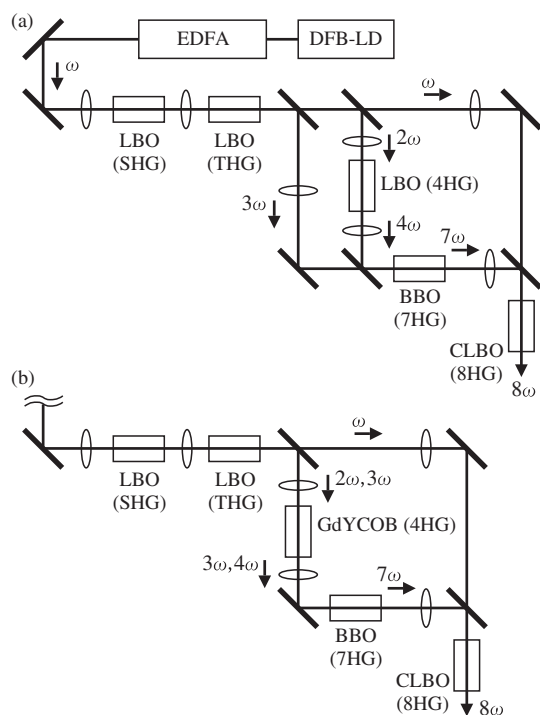 (a)
EDFA
DFB-LD
ω
ω
LBO
(SHG)
LBO
(THG)
2ω
LBO (4HG)
3ω
4ω
7ω
BBO
(7HG)
CLBO
(8HG)
8ω
(b)
ω
LBO
(SHG)
LBO
(THG)
2ω,3ω
GdYCOB (4HG)
3ω,4ω
7ω
BBO
(7HG)
CLBO
(8HG)
8ω